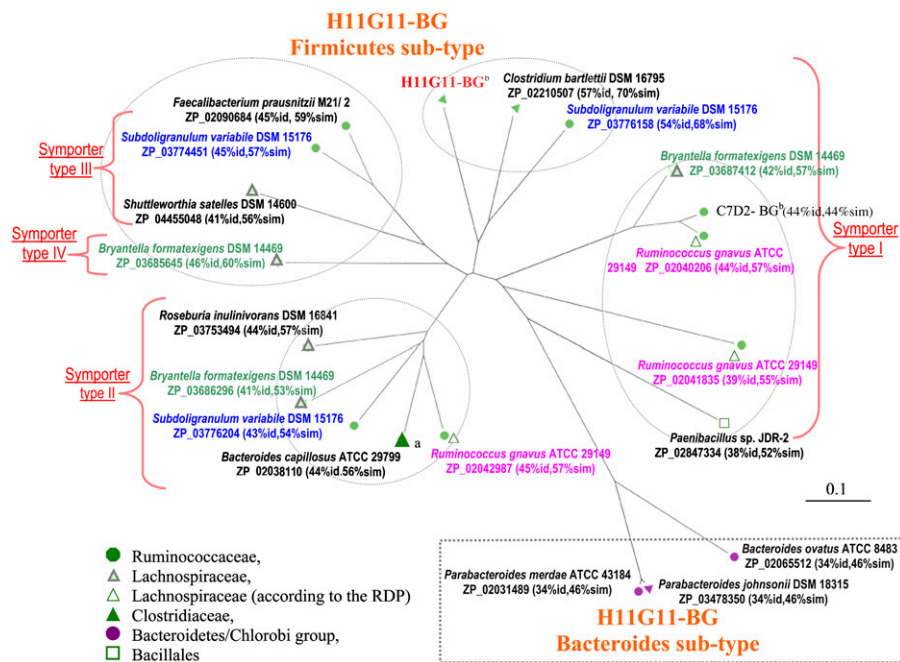 H11G11-BG
Firmicutes sub-type
H11G11-BGᵇ
Clostridium bartlettii DSM 16795
ZP_02210507 (57%id, 70%sim)
Subdoligranulum variabile DSM 15176
ZP_03776158 (54%id,68%sim)
Faecalibacterium prausnitzii M21/ 2
ZP_02090684 (45%id, 59%sim)
Subdoligranulum variabile DSM 15176
ZP_03774451 (45%id,57%sim)
Symporter
type III
Shuttleworthia satelles DSM 14600
ZP_04455048 (41%id,56%sim)
Symporter
type IV
Bryantella formatexigens DSM 14469
ZP_03685645 (46%id,60%sim)
Bryantella formatexigens DSM 14469
ZP_03687412 (42%id,57%sim)
C7D2- BGᵇ(44%id,44%sim)
Ruminococcus gnavus ATCC
29149 ZP_02040206 (44%id,57%sim)
Symporter
type I
Ruminococcus gnavus ATCC 29149
ZP_02041835 (39%id,55%sim)
Paenibacillus sp. JDR-2
ZP_02847334 (38%id,52%sim)
Roseburia inulinivorans DSM 16841
ZP_03753494 (44%id,57%sim)
Symporter
type II
Bryantella formatexigens DSM 14469
ZP_03686296 (41%id,53%sim)
Subdoligranulum variabile DSM 15176
ZP_03776204 (43%id,54%sim)
Bacteroides capillosus ATCC 29799
ZP_02038110 (44%id.56%sim)
a
Ruminococcus gnavus ATCC 29149
ZP_02042987 (45%id,57%sim)
0.1
Bacteroides ovatus ATCC 8483
ZP_02065512 (34%id,46%sim)
Parabacteroides merdae ATCC 43184
ZP_02031489 (34%id,46%sim)
Parabacteroides johnsonii DSM 18315
ZP_03478350 (34%id,46%sim)
H11G11-BG
Bacteroides sub-type
Ruminococcaceae,
Lachnospiraceae,
Lachnospiraceae (according to the RDP)
Clostridiaceae,
Bacteroidetes/Chlorobi group,
Bacillales